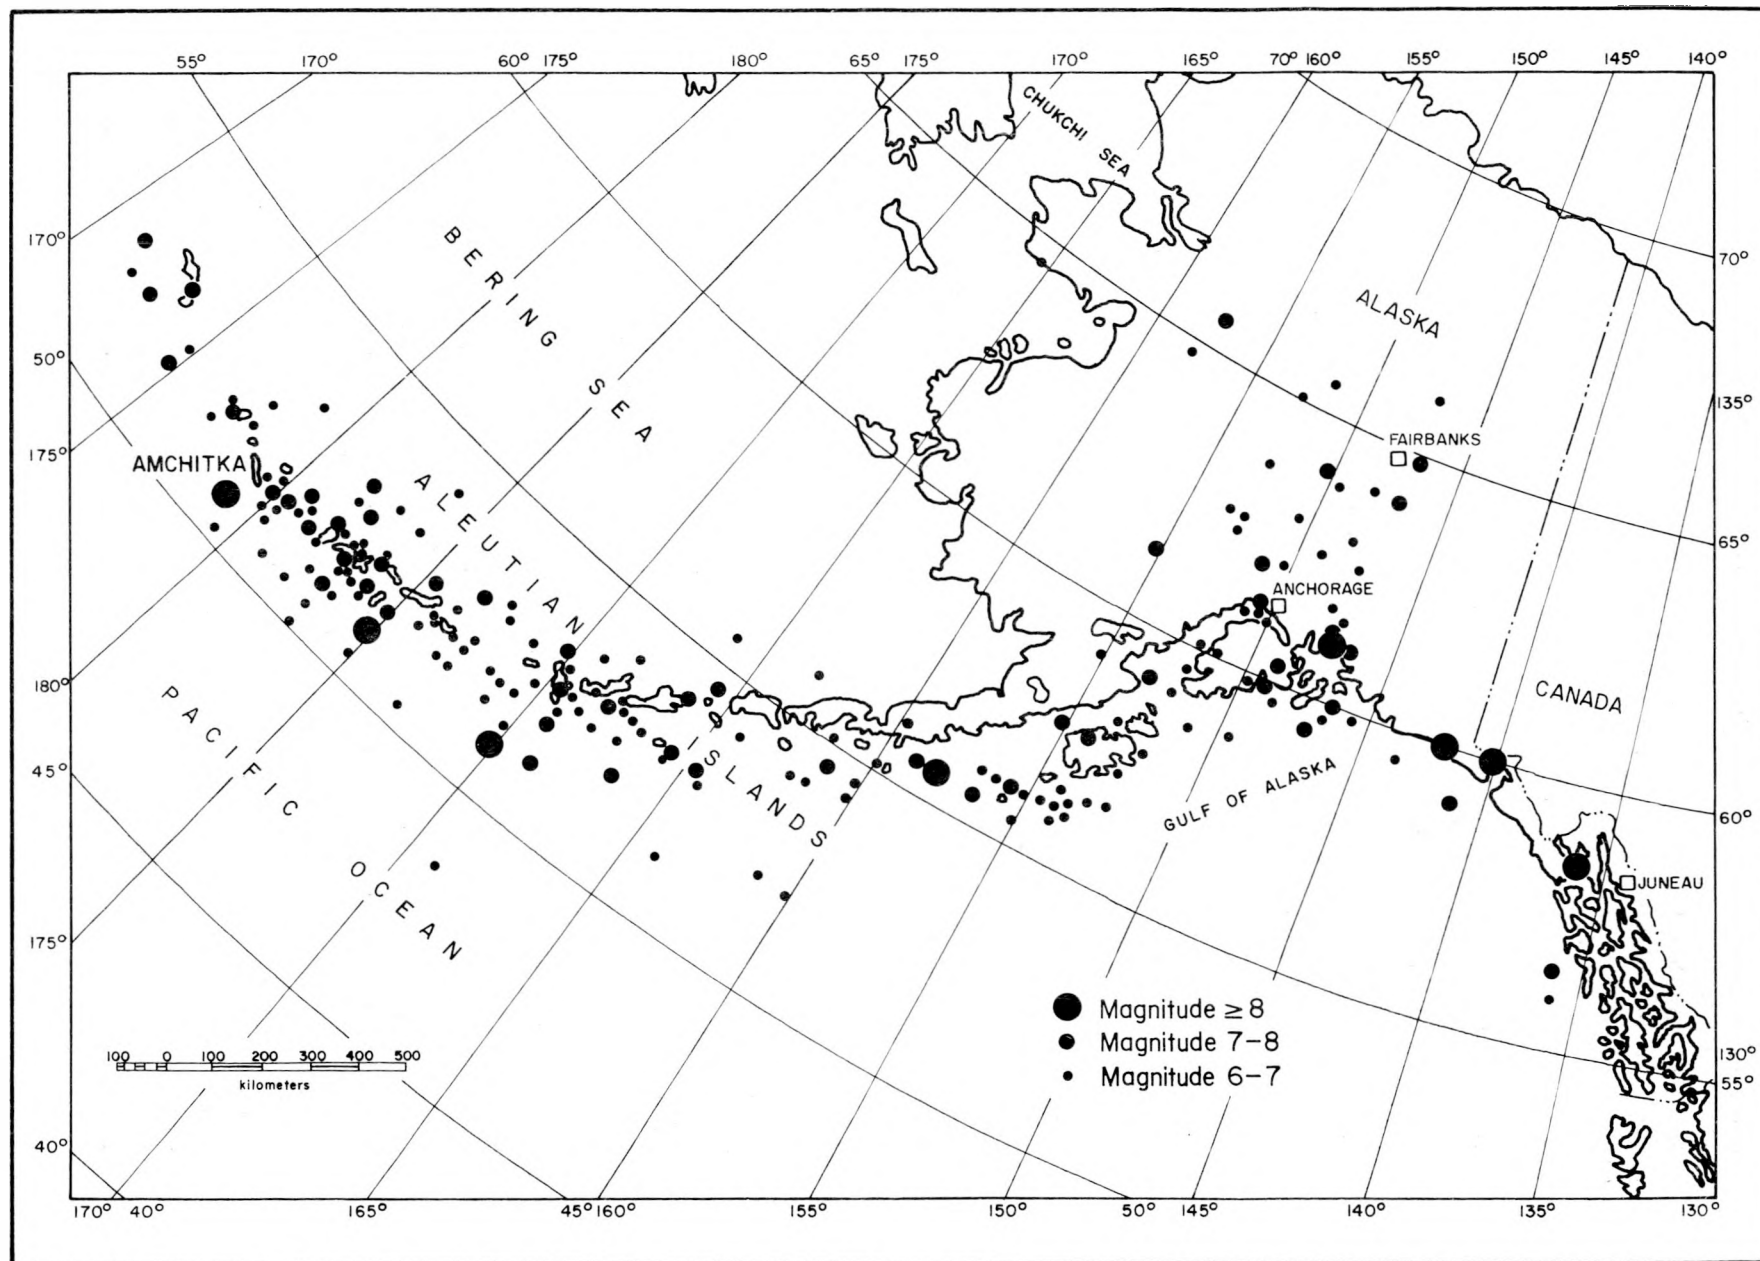 55° 170° 60° 175° 180° 65° 175° 170° 165° 70° 160° 155° 150° 145° 140°
CHUKCHI SEA
170°
BERING SEA
70°
ALASKA
50°
135°
FAIRBANKS
175°
AMCHITKA
ALEUTIAN ISLANDS
65°
ANCHORAGE
180°
PACIFIC OCEAN
CANADA
45°
GULF OF ALASKA
60°
JUNEAU
175°
Magnitude ≥ 8
Magnitude 7-8
Magnitude 6-7
100 0 100 200 300 400 500
kilometers
130°
55°
40°
170° 40° 165° 45° 160° 155° 150° 50° 145° 140° 135° 130°